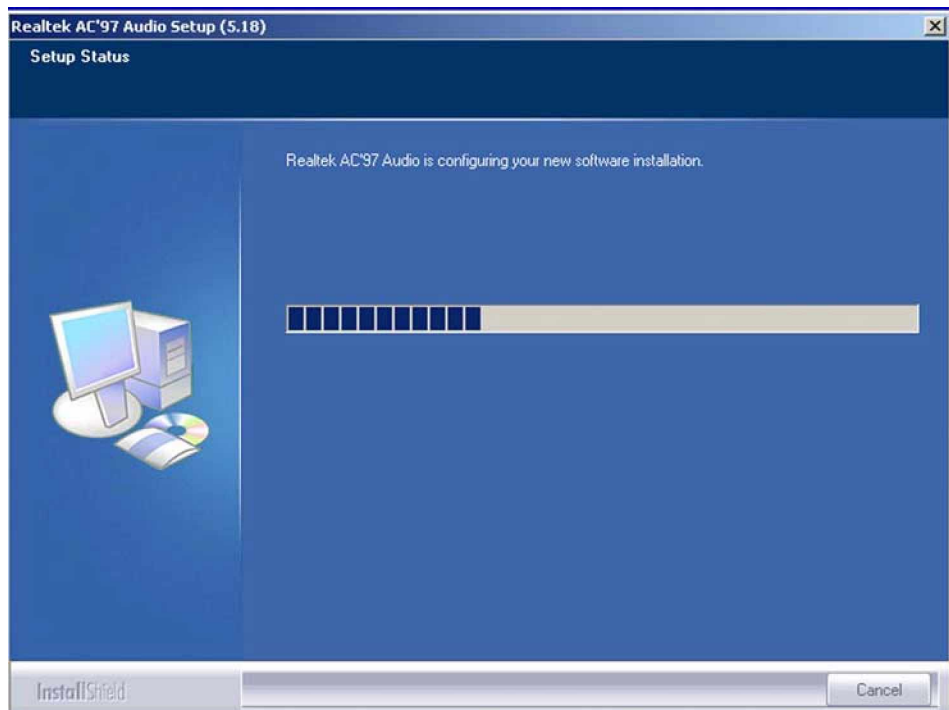 Realtek AC'97 Audio Setup (5.18)
Setup Status
Realtek AC'97 Audio is configuring your new software installation.
InstallShield
Cancel